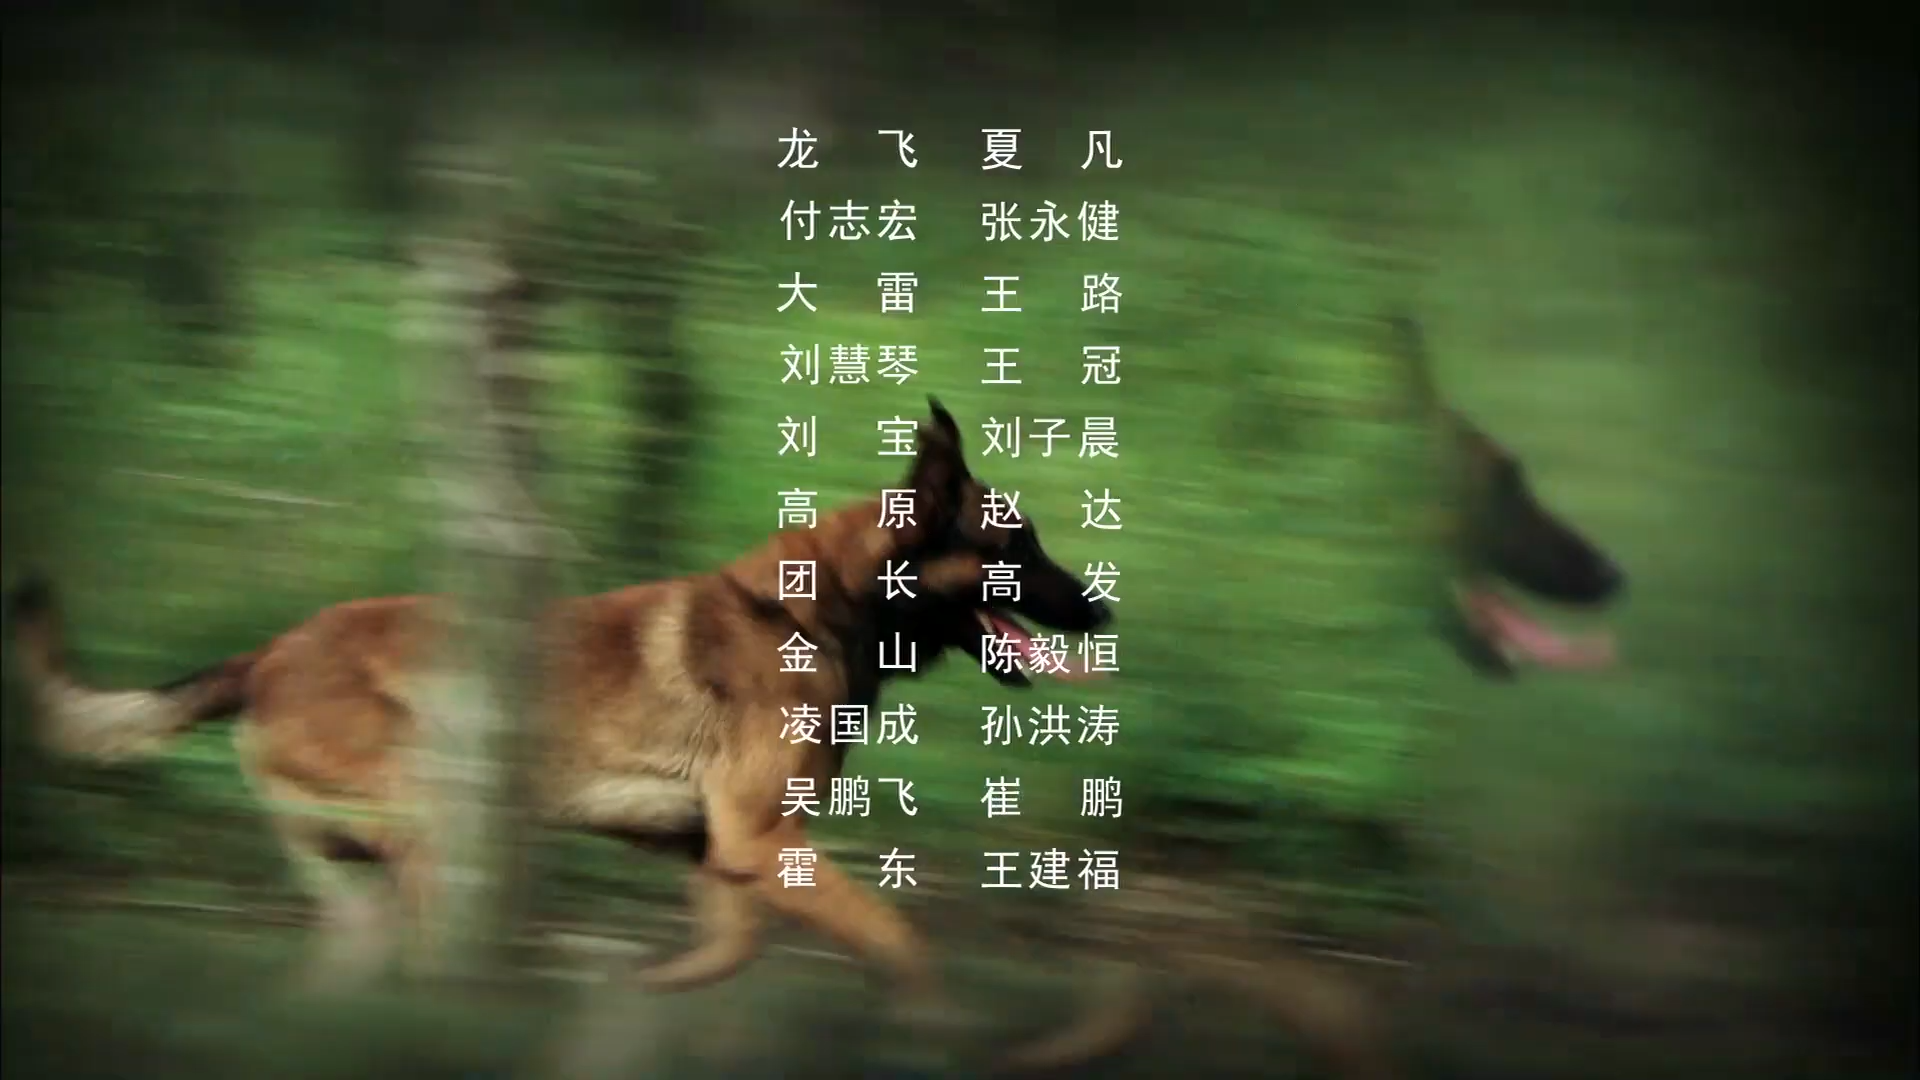 龙飞 夏凡
付志宏 张永健
大雷 王路
刘慧琴 王冠
刘宝 刘子晨
高原 赵达
团长 高发
金山 陈毅恒
凌国成 孙洪涛
吴鹏飞 崔鹏
霍东 王建福